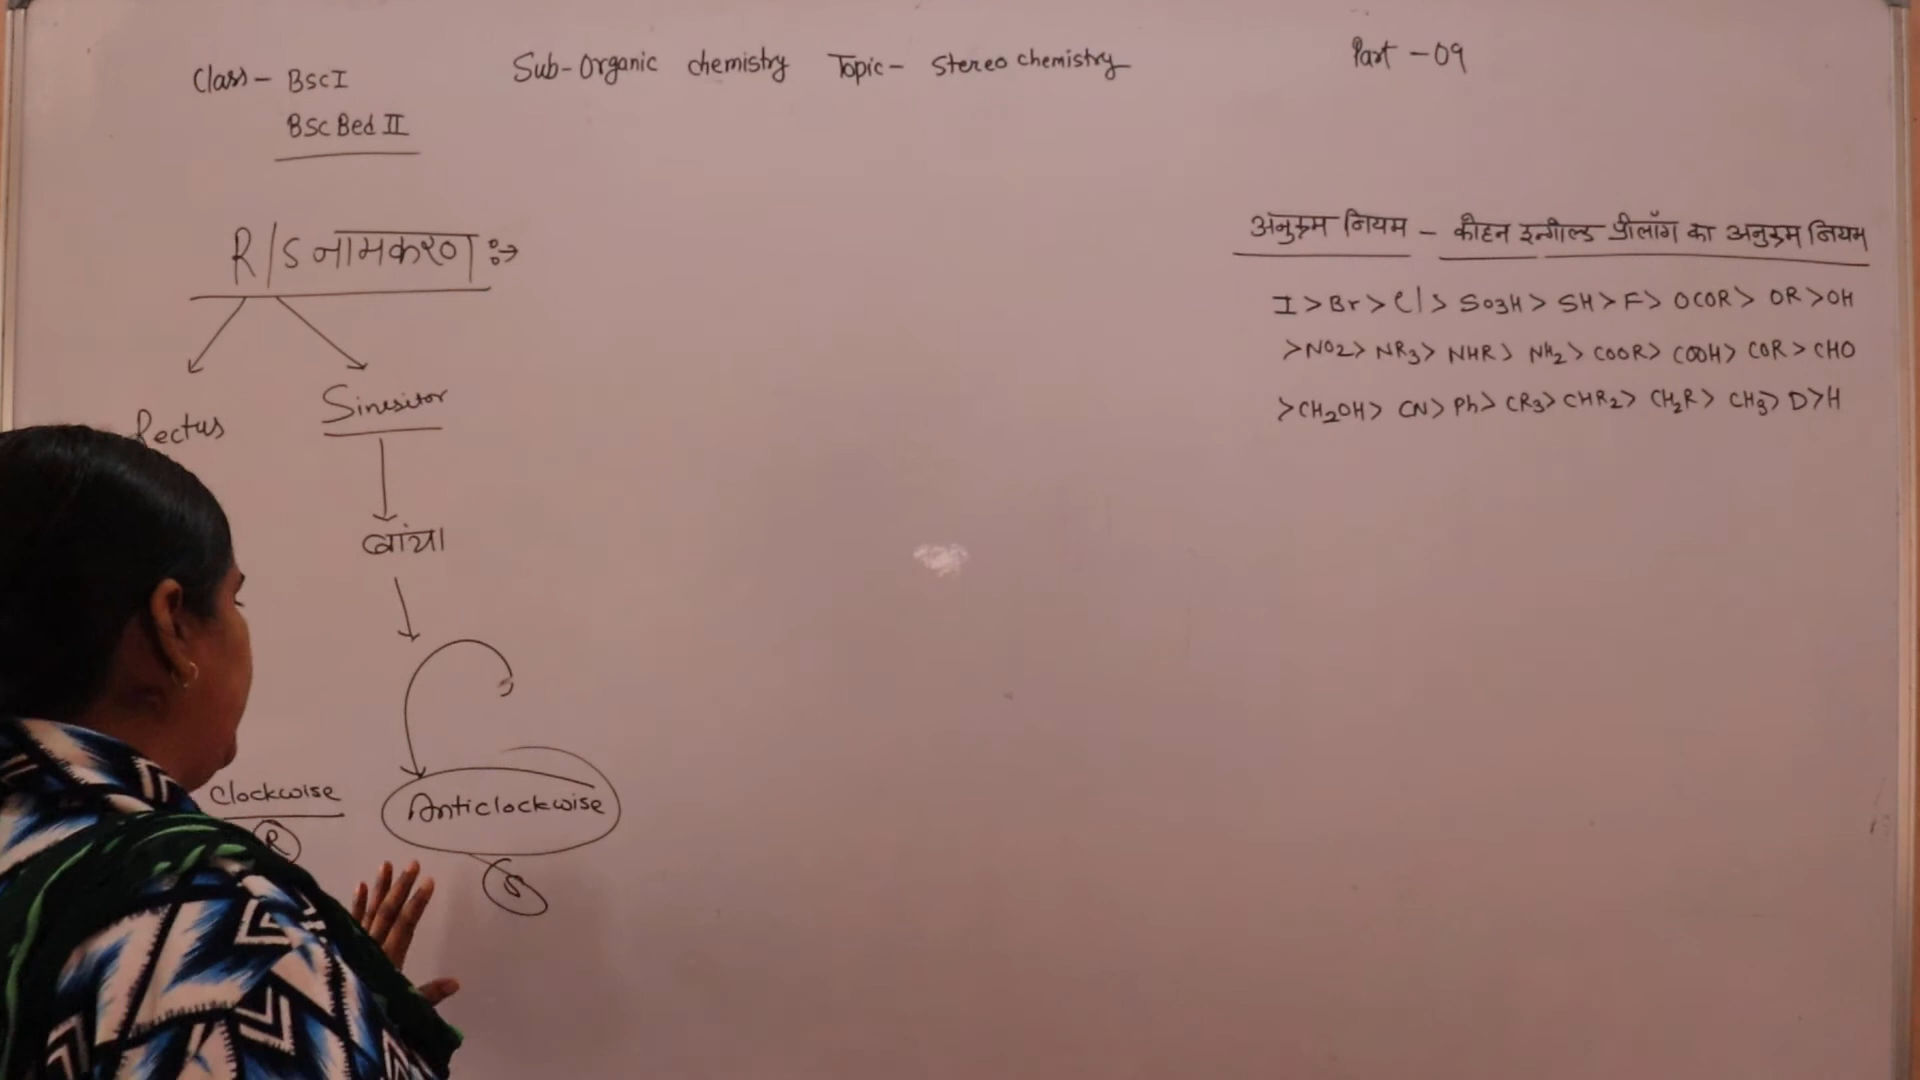 Class- BSc I
BSc Bed II
Sub-Organic chemistry Topic- Stereo chemistry
Part -09
R/S नामकरण :→
Rectus
Sinesitor
बांया
Clockwise
R
Anticlockwise
S
अनुक्रम नियम - कोहन इन्गोल्ड प्रीलॉग का अनुक्रम नियम
I > Br > Cl > SO3H > SH > F > OCOR > OR > OH
> NO2 > NR3 > NHR > NH2 > COOR > COOH > COR > CHO
> CH2OH > CN > Ph > CR3 > CHR2 > CH2R > CH3 > D > H